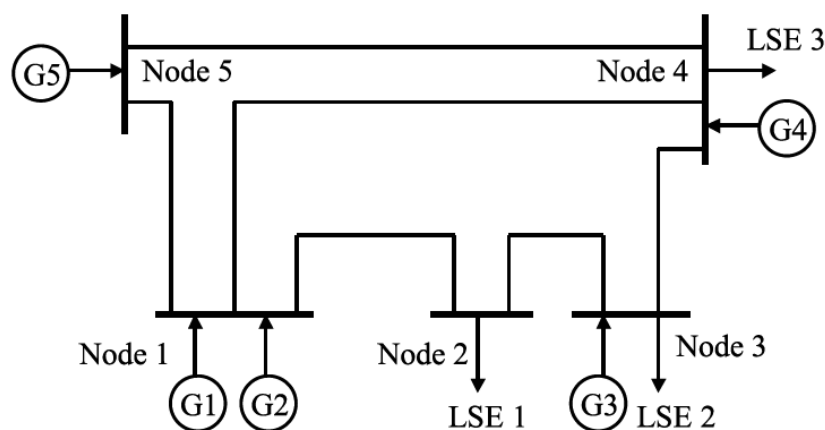 LSE 3
G5
Node 5
Node 4
G4
Node 1
Node 2
Node 3
G1
G2
LSE 1
G3
LSE 2